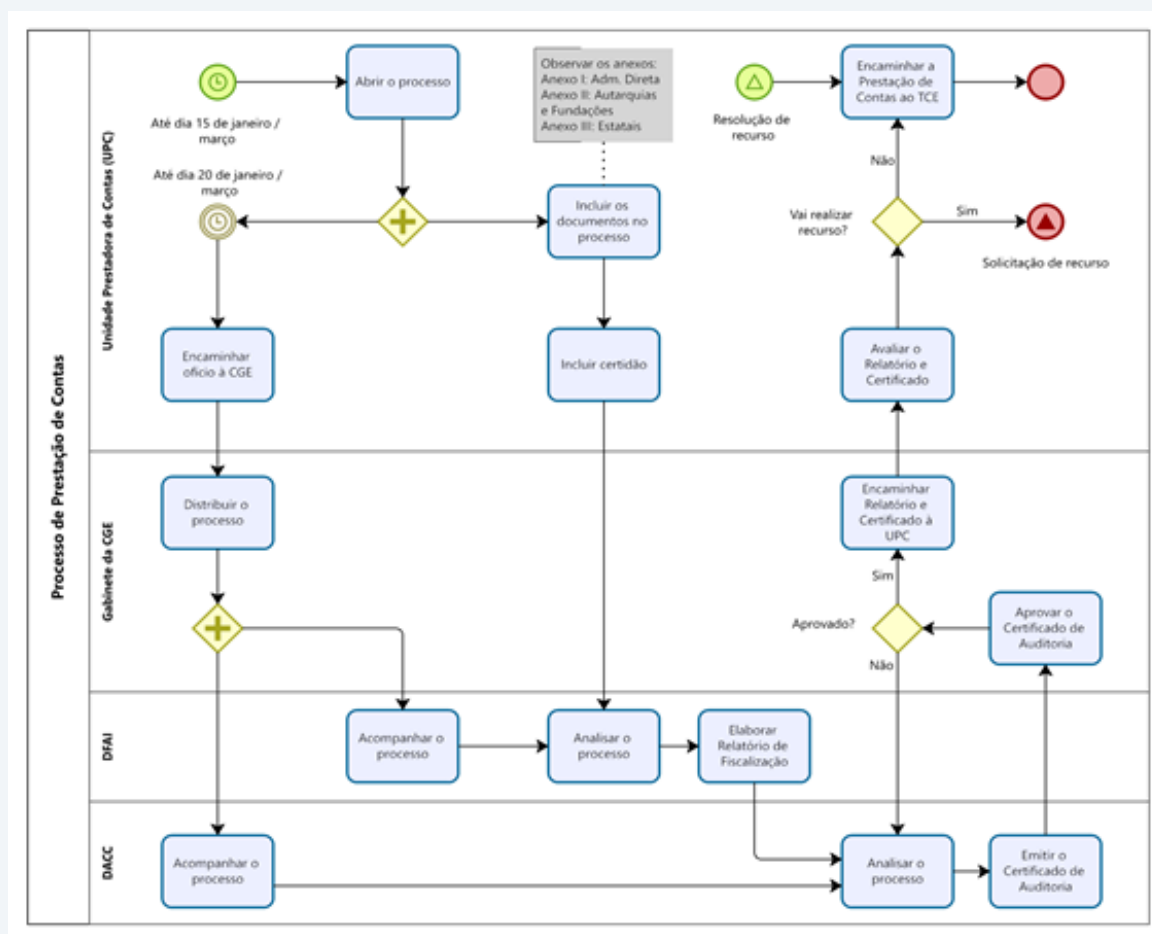 Processo de Prestação de Contas
Unidade Prestadora de Contas (UPC)
Até dia 15 de janeiro /
março
Abrir o processo
Observar os anexos:
Anexo I: Adm. Direta
Anexo II: Autarquias
e Fundações
Anexo III: Estatais
Resolução de
recurso
Encaminhar a
Prestação de
Contas ao TCE
Até dia 20 de janeiro /
março
Incluir os
documentos no
processo
Não
Vai realizar
recurso?
Sim
Solicitação de recurso
Encaminhar
ofício à CGE
Incluir certidão
Avaliar o
Relatório e
Certificado
Gabinete da CGE
Distribuir o
processo
Encaminhar
Relatório e
Certificado à
UPC
Sim
Aprovado?
Não
Aprovar o
Certificado de
Auditoria
DFAI
Acompanhar o
processo
Analisar o
processo
Elaborar
Relatório de
Fiscalização
DACC
Acompanhar o
processo
Analisar o
processo
Emitir o
Certificado de
Auditoria